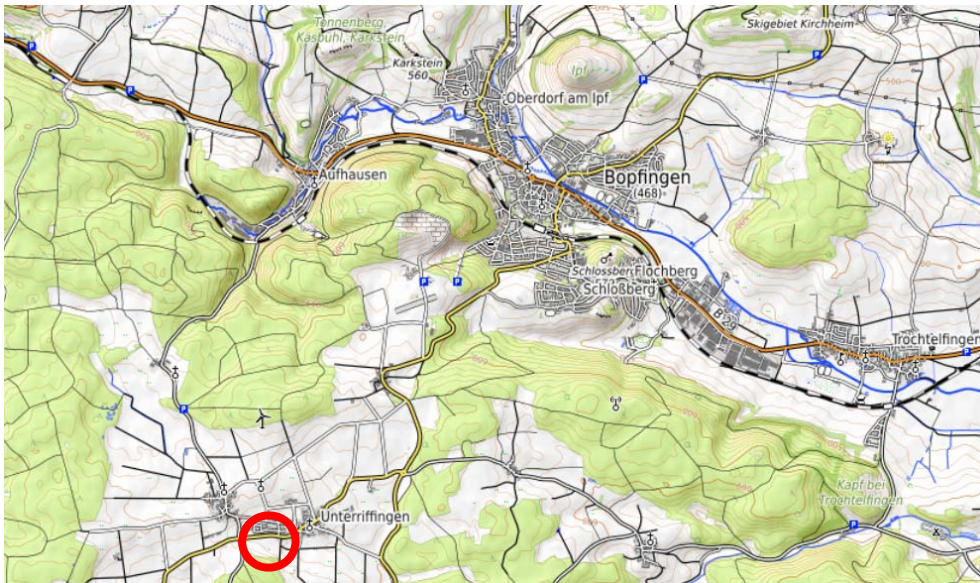 Tonnenberg,
Kasbühl, Karkstein
Skigebiet Kirchheim
Karkstein
560
Ipf
Oberdorf am Ipf
Aufhausen
Bopfingen
(468)
Schlossberg
Flochberg
Schloßberg
B 29
Trochtelfingen
Kapf bei
Trochtelfingen
Unterriffingen
P
P
P
P
P
P
P
P
P